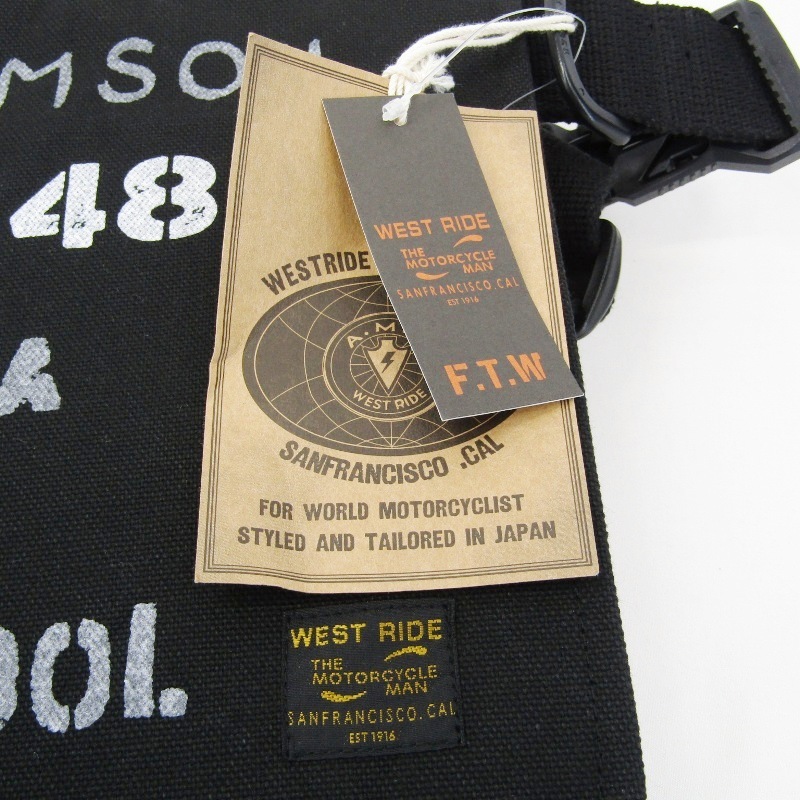 MSO
48
&
OOL.
WESTRIDE
A.M
WEST RIDE
SANFRANCISCO .CAL
FOR WORLD MOTORCYCLIST
STYLED AND TAILORED IN JAPAN
WEST RIDE
THE
MOTORCYCLE
MAN
SANFRANCISCO.CAL
EST 1916
F.T.W
WEST RIDE
THE
MOTORCYCLE
MAN
SANFRANCISCO.CAL
EST 1916